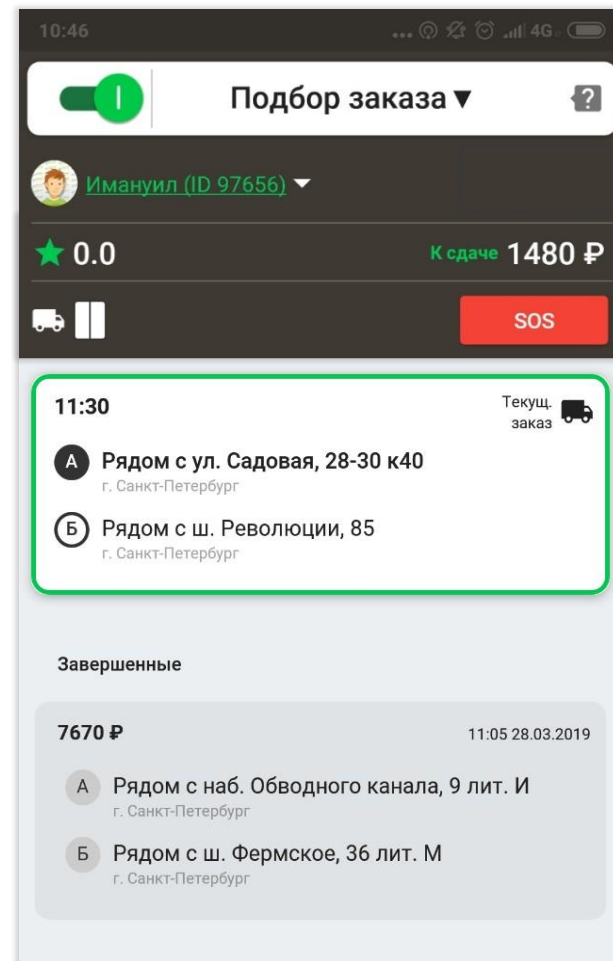 10:46 ... 4G
Подбор заказа ▼ ?
Имануил (ID 97656)
0.0 К сдаче 1480 ₽
SOS
11:30 Текущ. заказ
А Рядом с ул. Садовая, 28-30 к40
г. Санкт-Петербург
Б Рядом с ш. Революции, 85
г. Санкт-Петербург
Завершенные
7670 ₽ 11:05 28.03.2019
А Рядом с наб. Обводного канала, 9 лит. И
г. Санкт-Петербург
Б Рядом с ш. Фермское, 36 лит. М
г. Санкт-Петербург